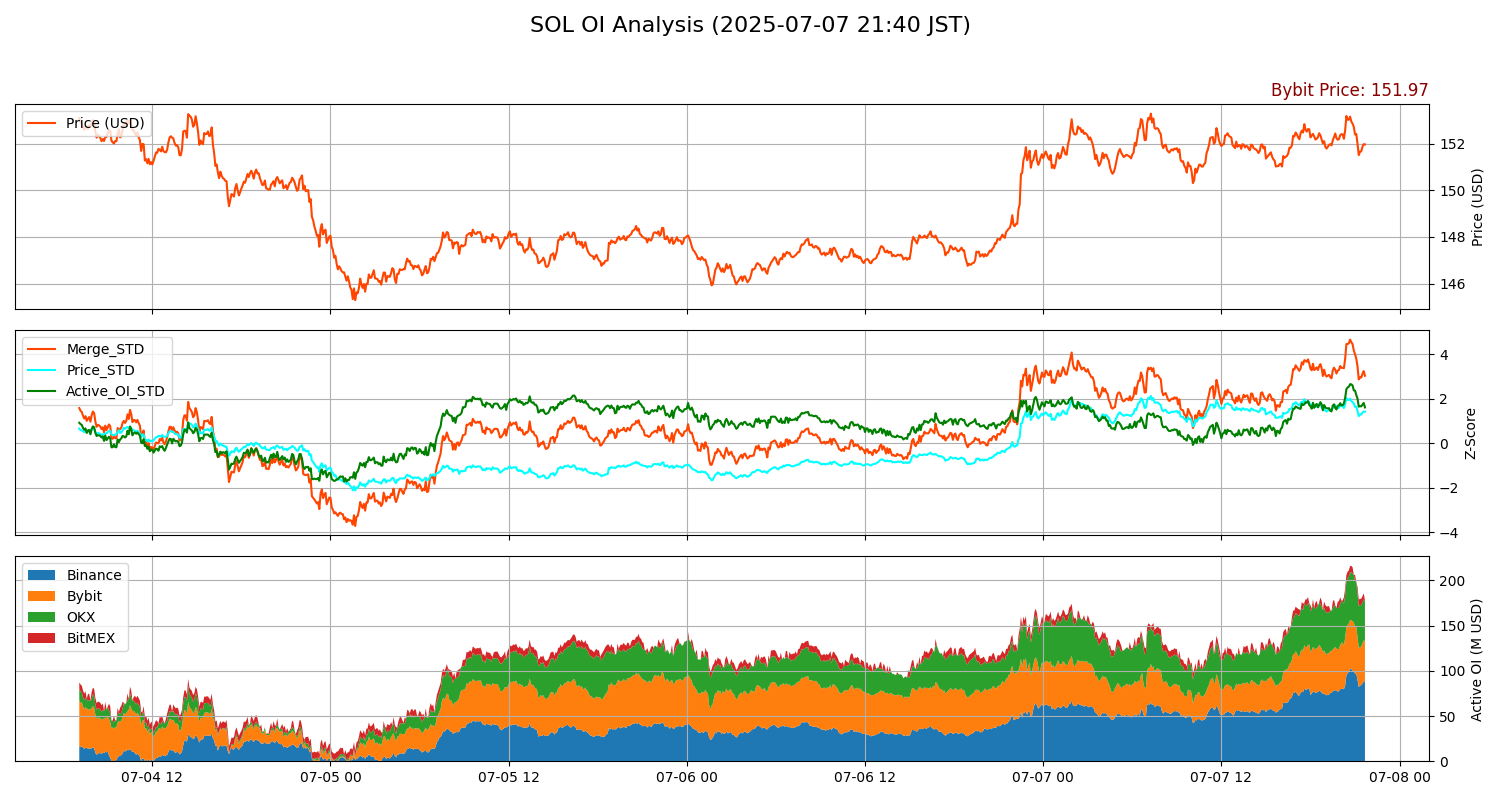 SOL OI Analysis (2025-07-07 21:40 JST)
Bybit Price: 151.97
Price (USD)
152
150
148
146
Price (USD)
Merge_STD
Price_STD
Active_OI_STD
4
2
0
−2
−4
Z-Score
Binance
Bybit
OKX
BitMEX
200
150
100
50
0
Active OI (M USD)
07-04 12
07-05 00
07-05 12
07-06 00
07-06 12
07-07 00
07-07 12
07-08 00